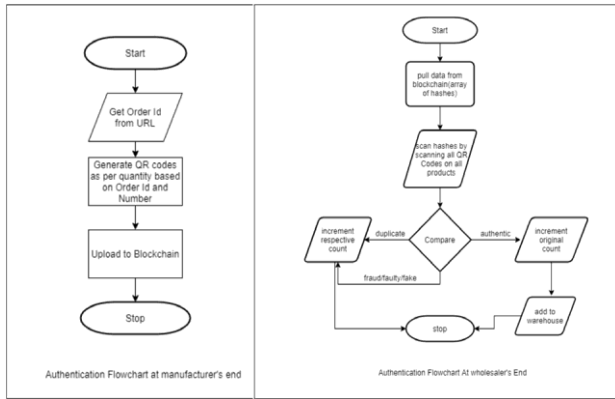 Start
Get Order Id
from URL
Generate QR codes
as per quantity based
on Order Id and
Number
Upload to Blockchain
Stop
Authentication Flowchart at manufacturer's end
Start
pull data from
blockchain(array
of hashes)
scan hashes by
scanning all QR
Codes on all
products
increment
respective
count
duplicate
Compare
authentic
increment
original
count
fraud/faulty/fake
stop
add to
warehouse
Authentication Flowchart At wholesaler's End